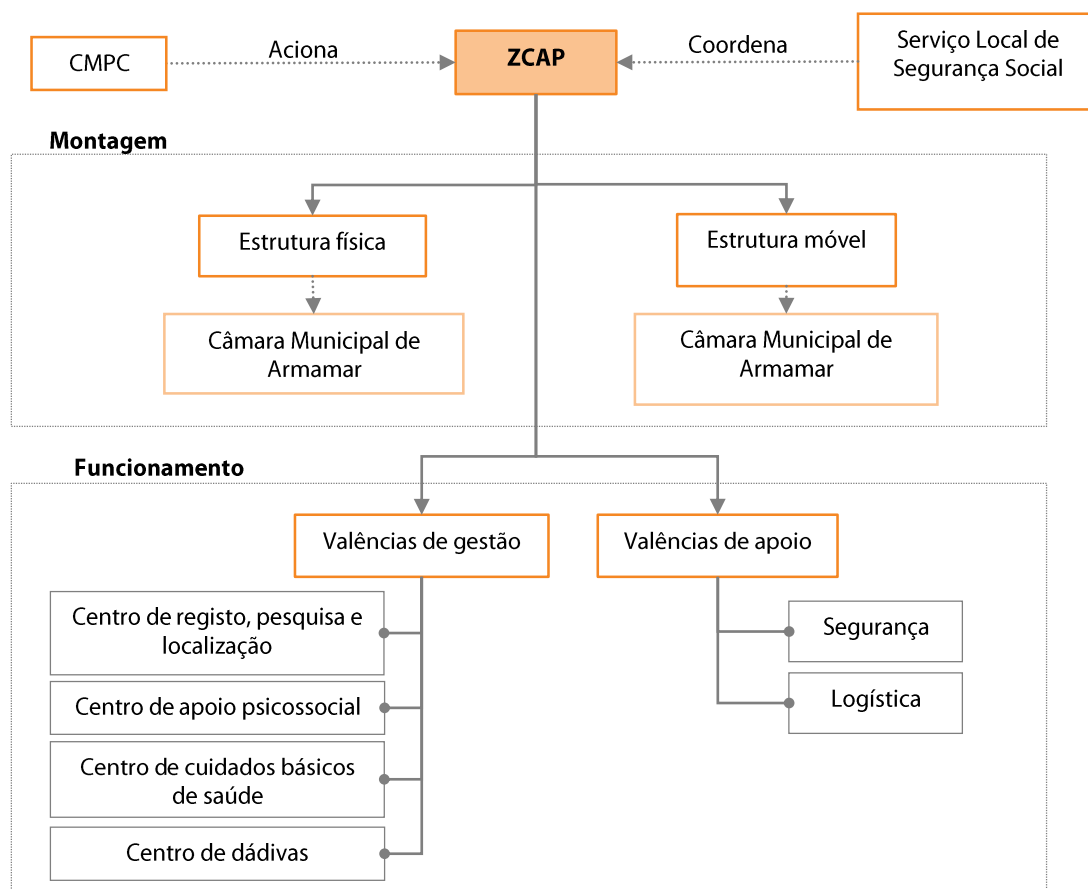 CMPC
Aciona
ZCAP
Coordena
Serviço Local de
Segurança Social
Montagem
Estrutura física
Estrutura móvel
Câmara Municipal de
Armamar
Câmara Municipal de
Armamar
Funcionamento
Valências de gestão
Valências de apoio
Centro de registo, pesquisa e
localização
Centro de apoio psicossocial
Centro de cuidados básicos
de saúde
Centro de dádivas
Segurança
Logística